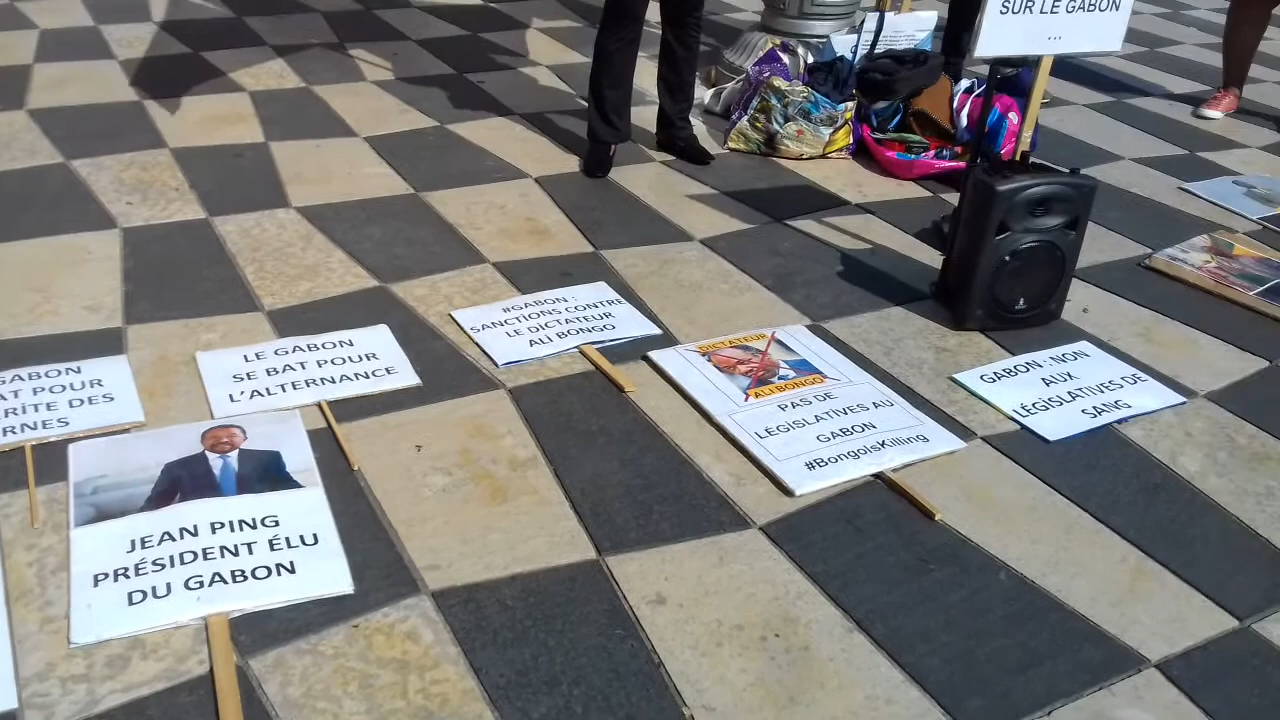 SUR LE GABON
...
#GABON :
SANCTIONS CONTRE
LE DICTATEUR
ALI BONGO
LE GABON
SE BAT POUR
L'ALTERNANCE
GABON
AT POUR
RITE DES
RNES
JEAN PING
PRÉSIDENT ÉLU
DU GABON
DICTATEUR
ALI BONGO
PAS DE
LÉGISLATIVES AU
GABON
#BongoIsKilling
GABON : NON
AUX
LÉGISLATIVES DE
SANG